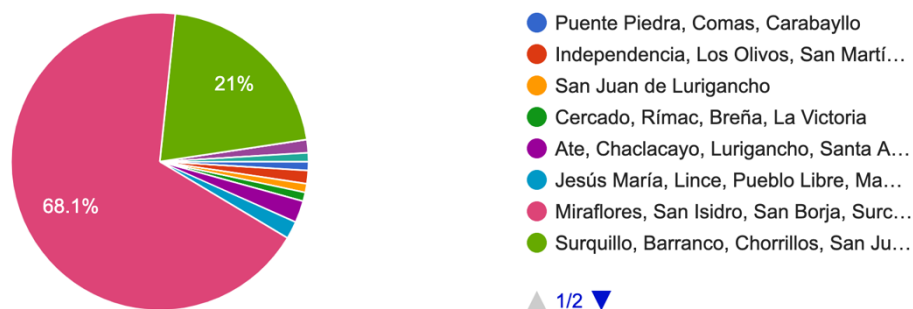 21%
68.1%
Puente Piedra, Comas, Carabayllo
Independencia, Los Olivos, San Martí...
San Juan de Lurigancho
Cercado, Rímac, Breña, La Victoria
Ate, Chaclacayo, Lurigancho, Santa A...
Jesús María, Lince, Pueblo Libre, Ma...
Miraflores, San Isidro, San Borja, Surc...
Surquillo, Barranco, Chorrillos, San Ju...
1/2